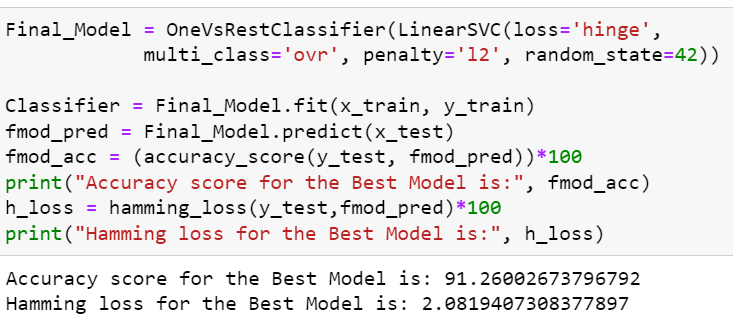 Final_Model = OneVsRestClassifier(LinearSVC(loss='hinge',
multi_class='ovr', penalty='l2', random_state=42))
Classifier = Final_Model.fit(x_train, y_train)
fmod_pred = Final_Model.predict(x_test)
fmod_acc = (accuracy_score(y_test, fmod_pred))*100
print("Accuracy score for the Best Model is:", fmod_acc)
h_loss = hamming_loss(y_test,fmod_pred)*100
print("Hamming loss for the Best Model is:", h_loss)
Accuracy score for the Best Model is: 91.26002673796792
Hamming loss for the Best Model is: 2.0819407308377897